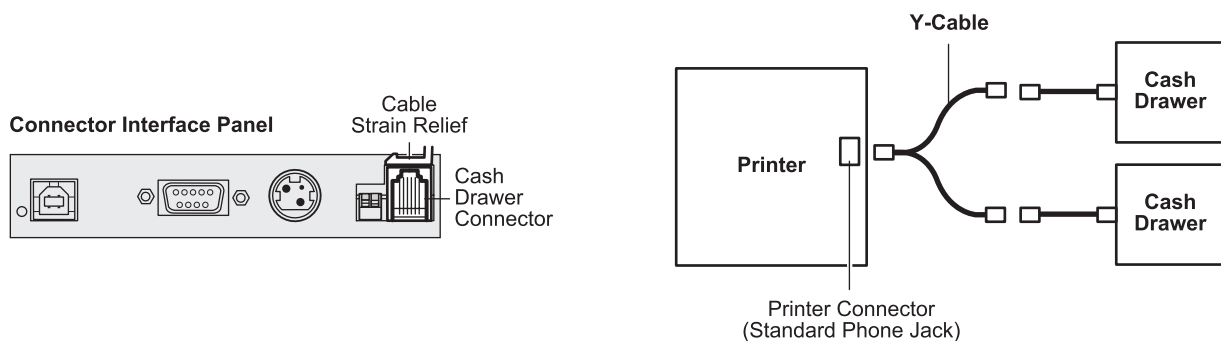 Connector Interface Panel
Cable
Strain Relief
Cash
Drawer
Connector
Y-Cable
Printer
Cash
Drawer
Cash
Drawer
Printer Connector
(Standard Phone Jack)